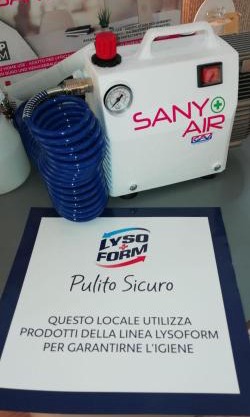 SANY
AIR
LYSO
FORM
Pulito Sicuro
QUESTO LOCALE UTILIZZA
PRODOTTI DELLA LINEA LYSOFORM
PER GARANTIRNE L'IGIENE